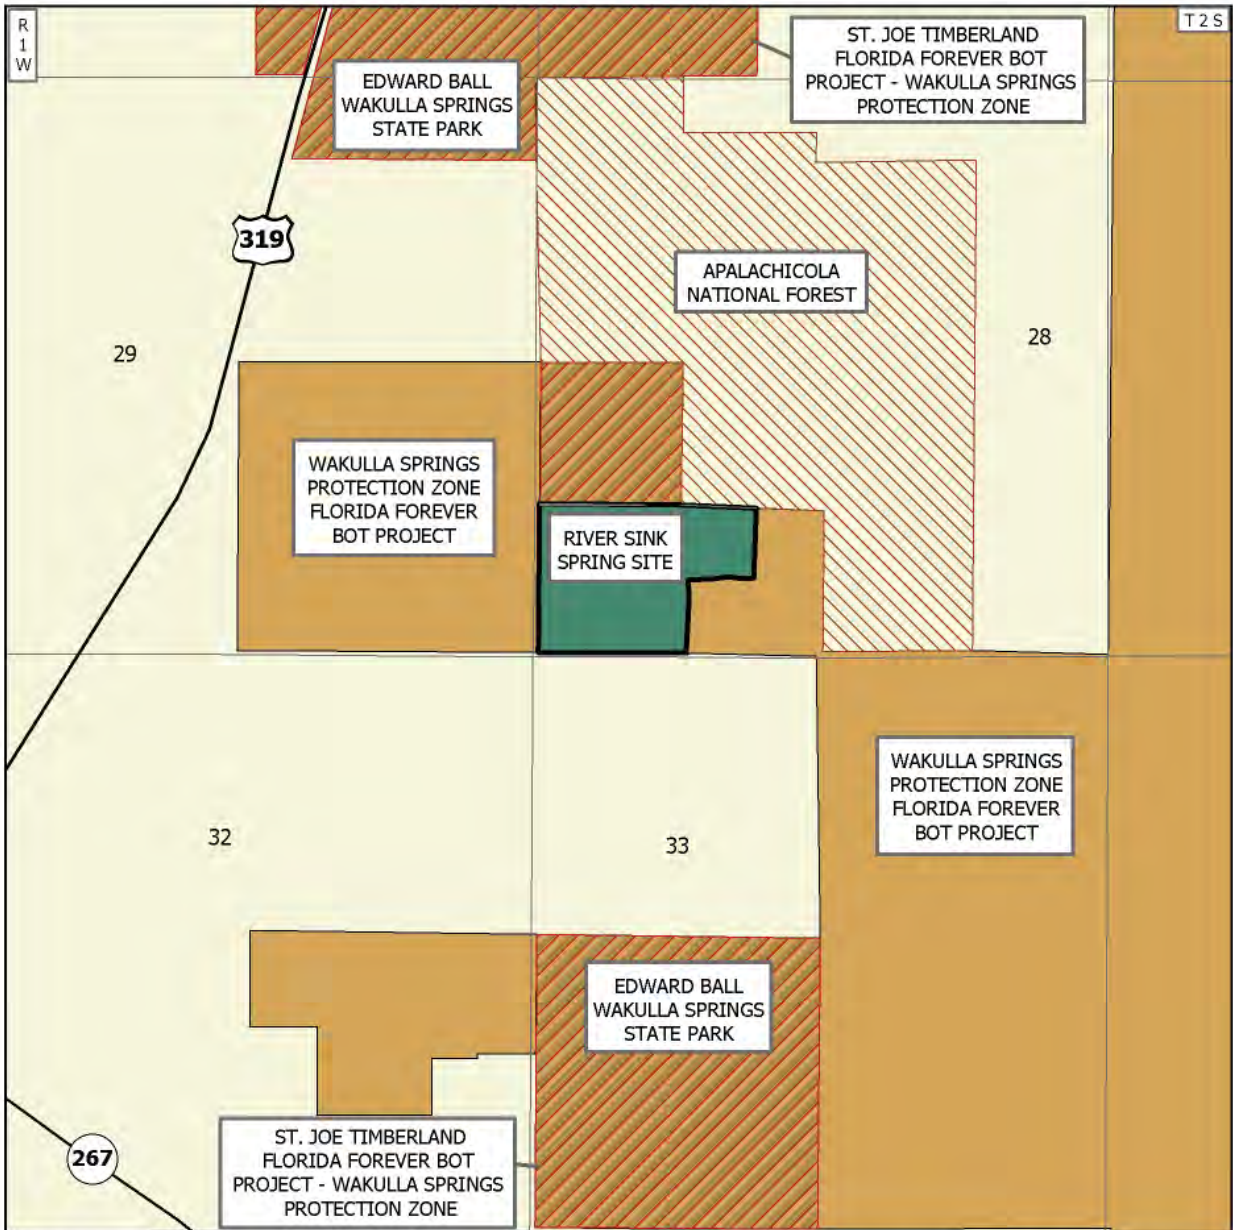 R
1
W
T 2 S
ST. JOE TIMBERLAND
FLORIDA FOREVER BOT
PROJECT - WAKULLA SPRINGS
PROTECTION ZONE
EDWARD BALL
WAKULLA SPRINGS
STATE PARK
319
APALACHICOLA
NATIONAL FOREST
29
28
WAKULLA SPRINGS
PROTECTION ZONE
FLORIDA FOREVER
BOT PROJECT
RIVER SINK
SPRING SITE
WAKULLA SPRINGS
PROTECTION ZONE
FLORIDA FOREVER
BOT PROJECT
32
33
EDWARD BALL
WAKULLA SPRINGS
STATE PARK
267
ST. JOE TIMBERLAND
FLORIDA FOREVER BOT
PROJECT - WAKULLA SPRINGS
PROTECTION ZONE